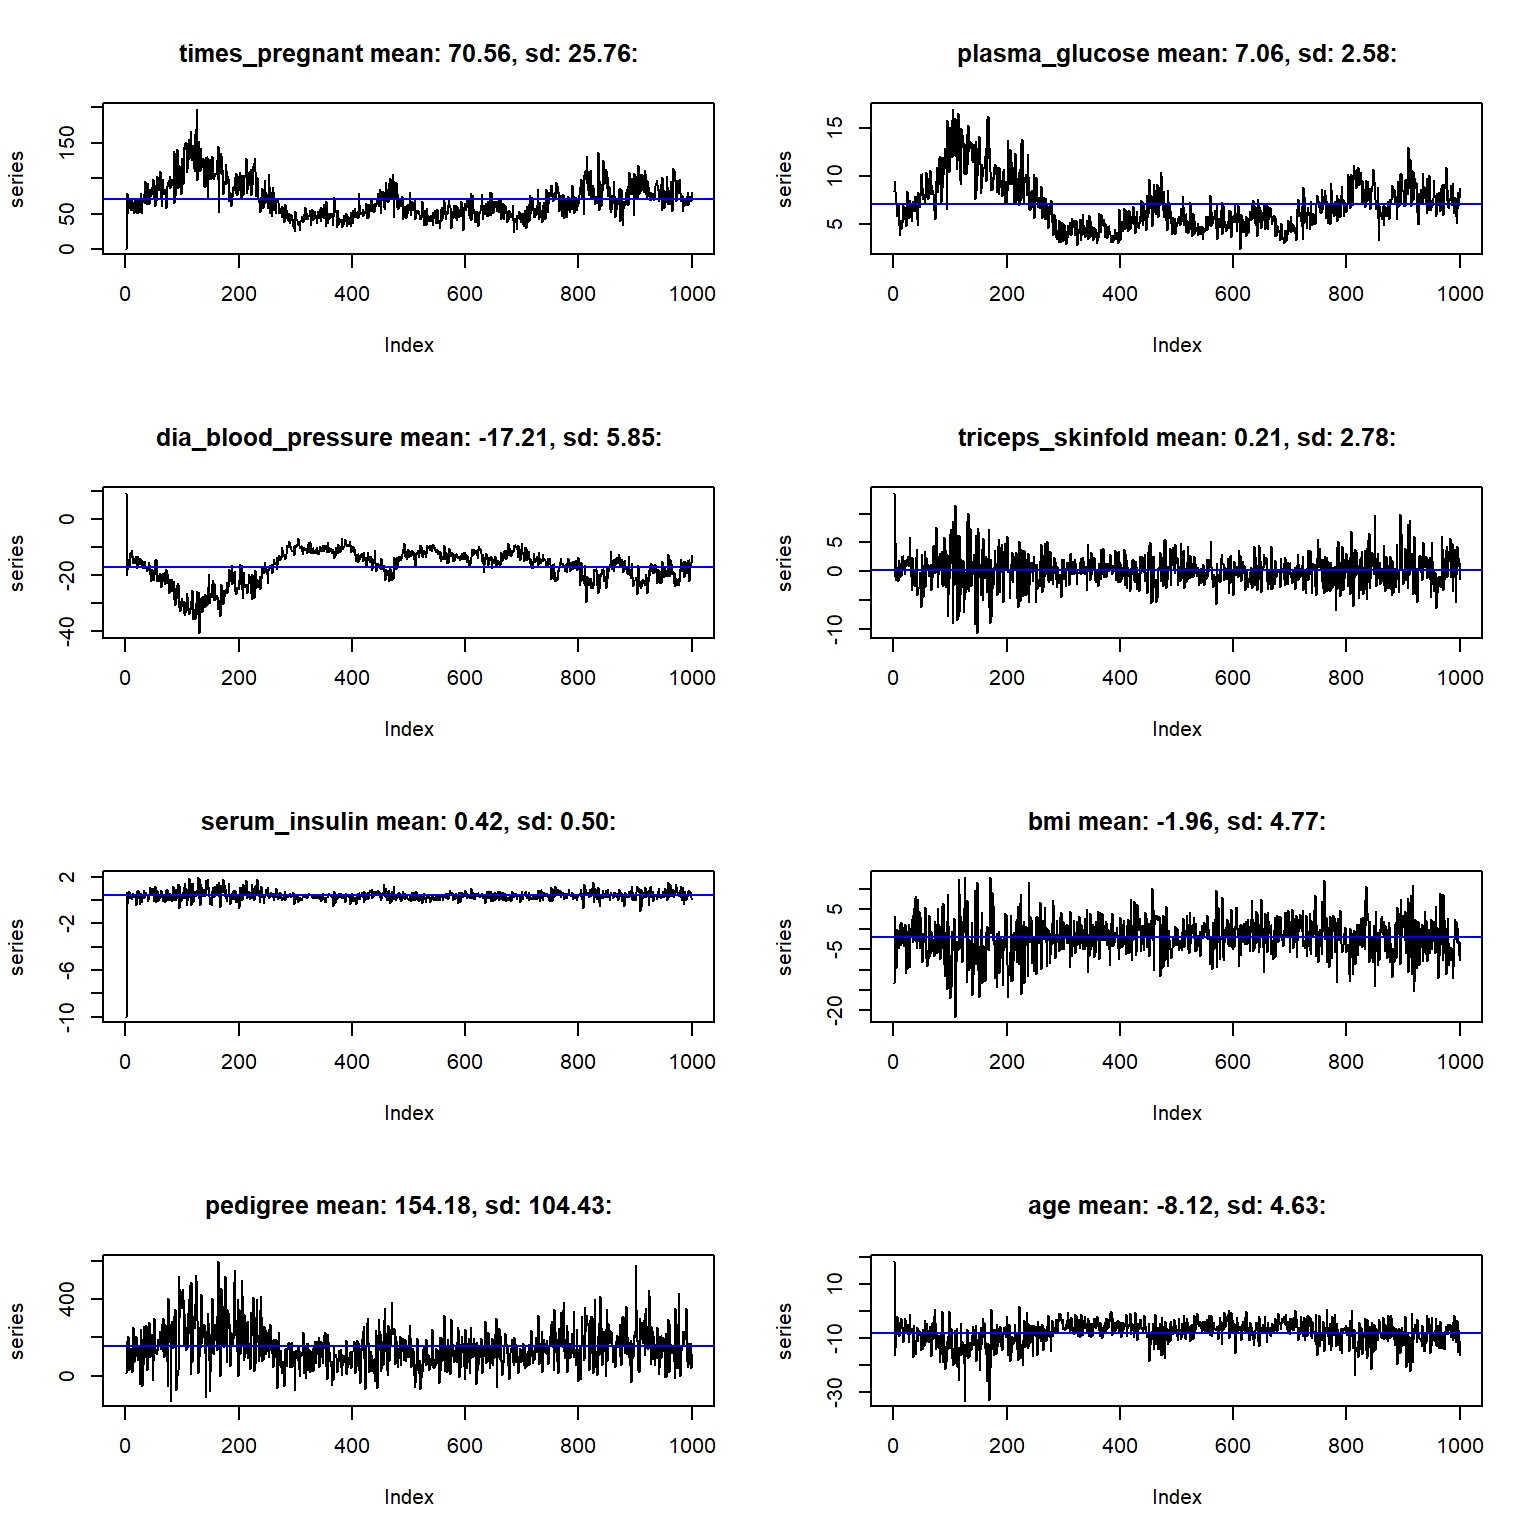 times_pregnant mean: 70.56, sd: 25.76:
series
0 50 150
0 200 400 600 800 1000
Index
plasma_glucose mean: 7.06, sd: 2.58:
series
5 10 15
0 200 400 600 800 1000
Index
dia_blood_pressure mean: -17.21, sd: 5.85:
series
-40 -20 0
0 200 400 600 800 1000
Index
triceps_skinfold mean: 0.21, sd: 2.78:
series
-10 0 5
0 200 400 600 800 1000
Index
serum_insulin mean: 0.42, sd: 0.50:
series
-10 -6 -2 2
0 200 400 600 800 1000
Index
bmi mean: -1.96, sd: 4.77:
series
-20 -5 5
0 200 400 600 800 1000
Index
pedigree mean: 154.18, sd: 104.43:
series
0 400
0 200 400 600 800 1000
Index
age mean: -8.12, sd: 4.63:
series
-30 -10 10
0 200 400 600 800 1000
Index